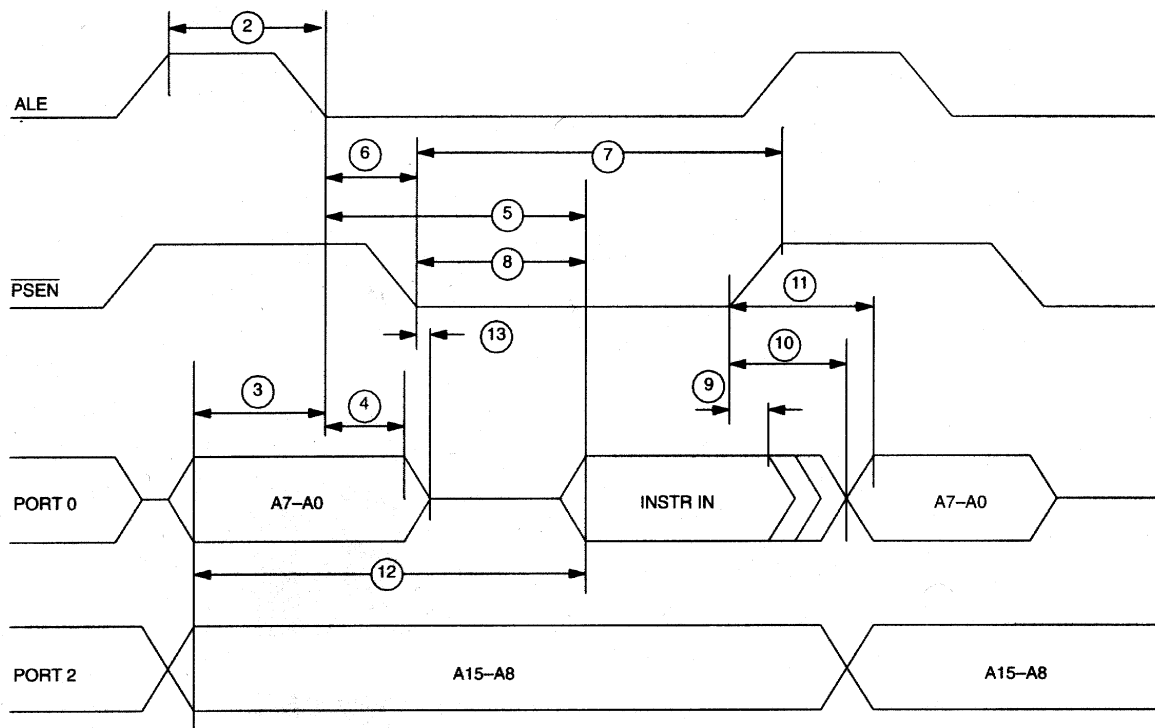 2
ALE
6
7
5
PSEN
8
11
13
10
9
3
4
PORT 0
A7–A0
INSTR IN
A7–A0
12
PORT 2
A15–A8
A15–A8